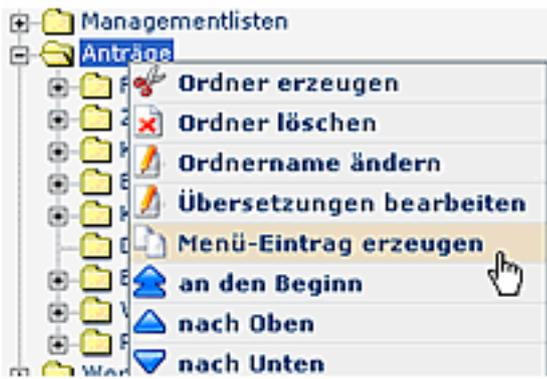 Managementlisten
Anträge
Ordner erzeugen
Ordner löschen
Ordnername ändern
Übersetzungen bearbeiten
Menü-Eintrag erzeugen
an den Beginn
nach Oben
nach Unten